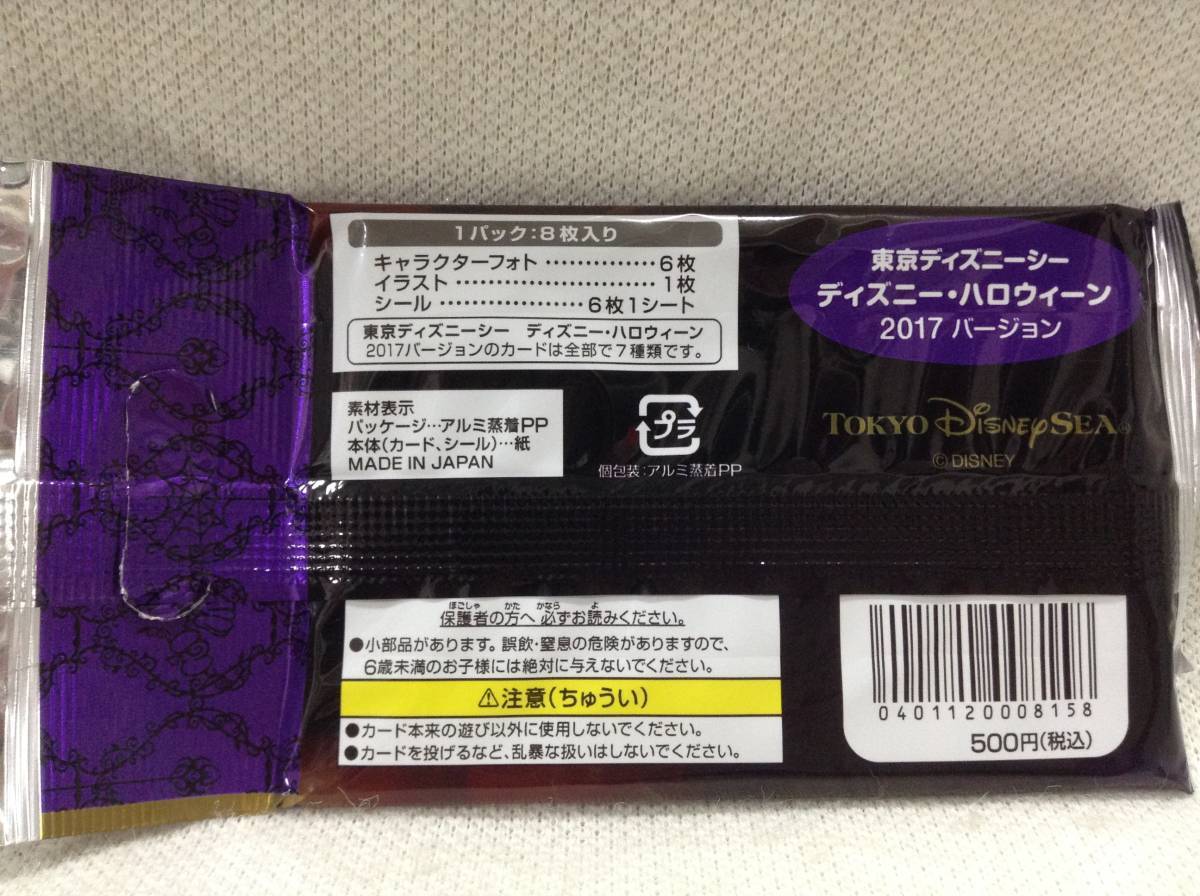 1パック:8枚入り
キャラクターフォト……………6枚
イラスト…………………………1枚
シール…………………6枚1シート
東京ディズニーシー ディズニー・ハロウィーン
2017バージョンのカードは全部で7種類です。
東京ディズニーシー
ディズニー・ハロウィーン
2017 バージョン
素材表示
パッケージ…アルミ蒸着PP
本体(カード、シール)…紙
MADE IN JAPAN
プラ
個包装:アルミ蒸着PP
TOKYO DISNEYSEA®
© DISNEY
ほごしゃ かた かなら よ
保護者の方へ 必ずお読みください。
●小部品があります。誤飲・窒息の危険がありますので、
6歳未満のお子様には絶対に与えないでください。
⚠注意(ちゅうい)
●カード本来の遊び以外に使用しないでください。
●カードを投げるなど、乱暴な扱いはしないでください。
0401120008158
500円(税込)